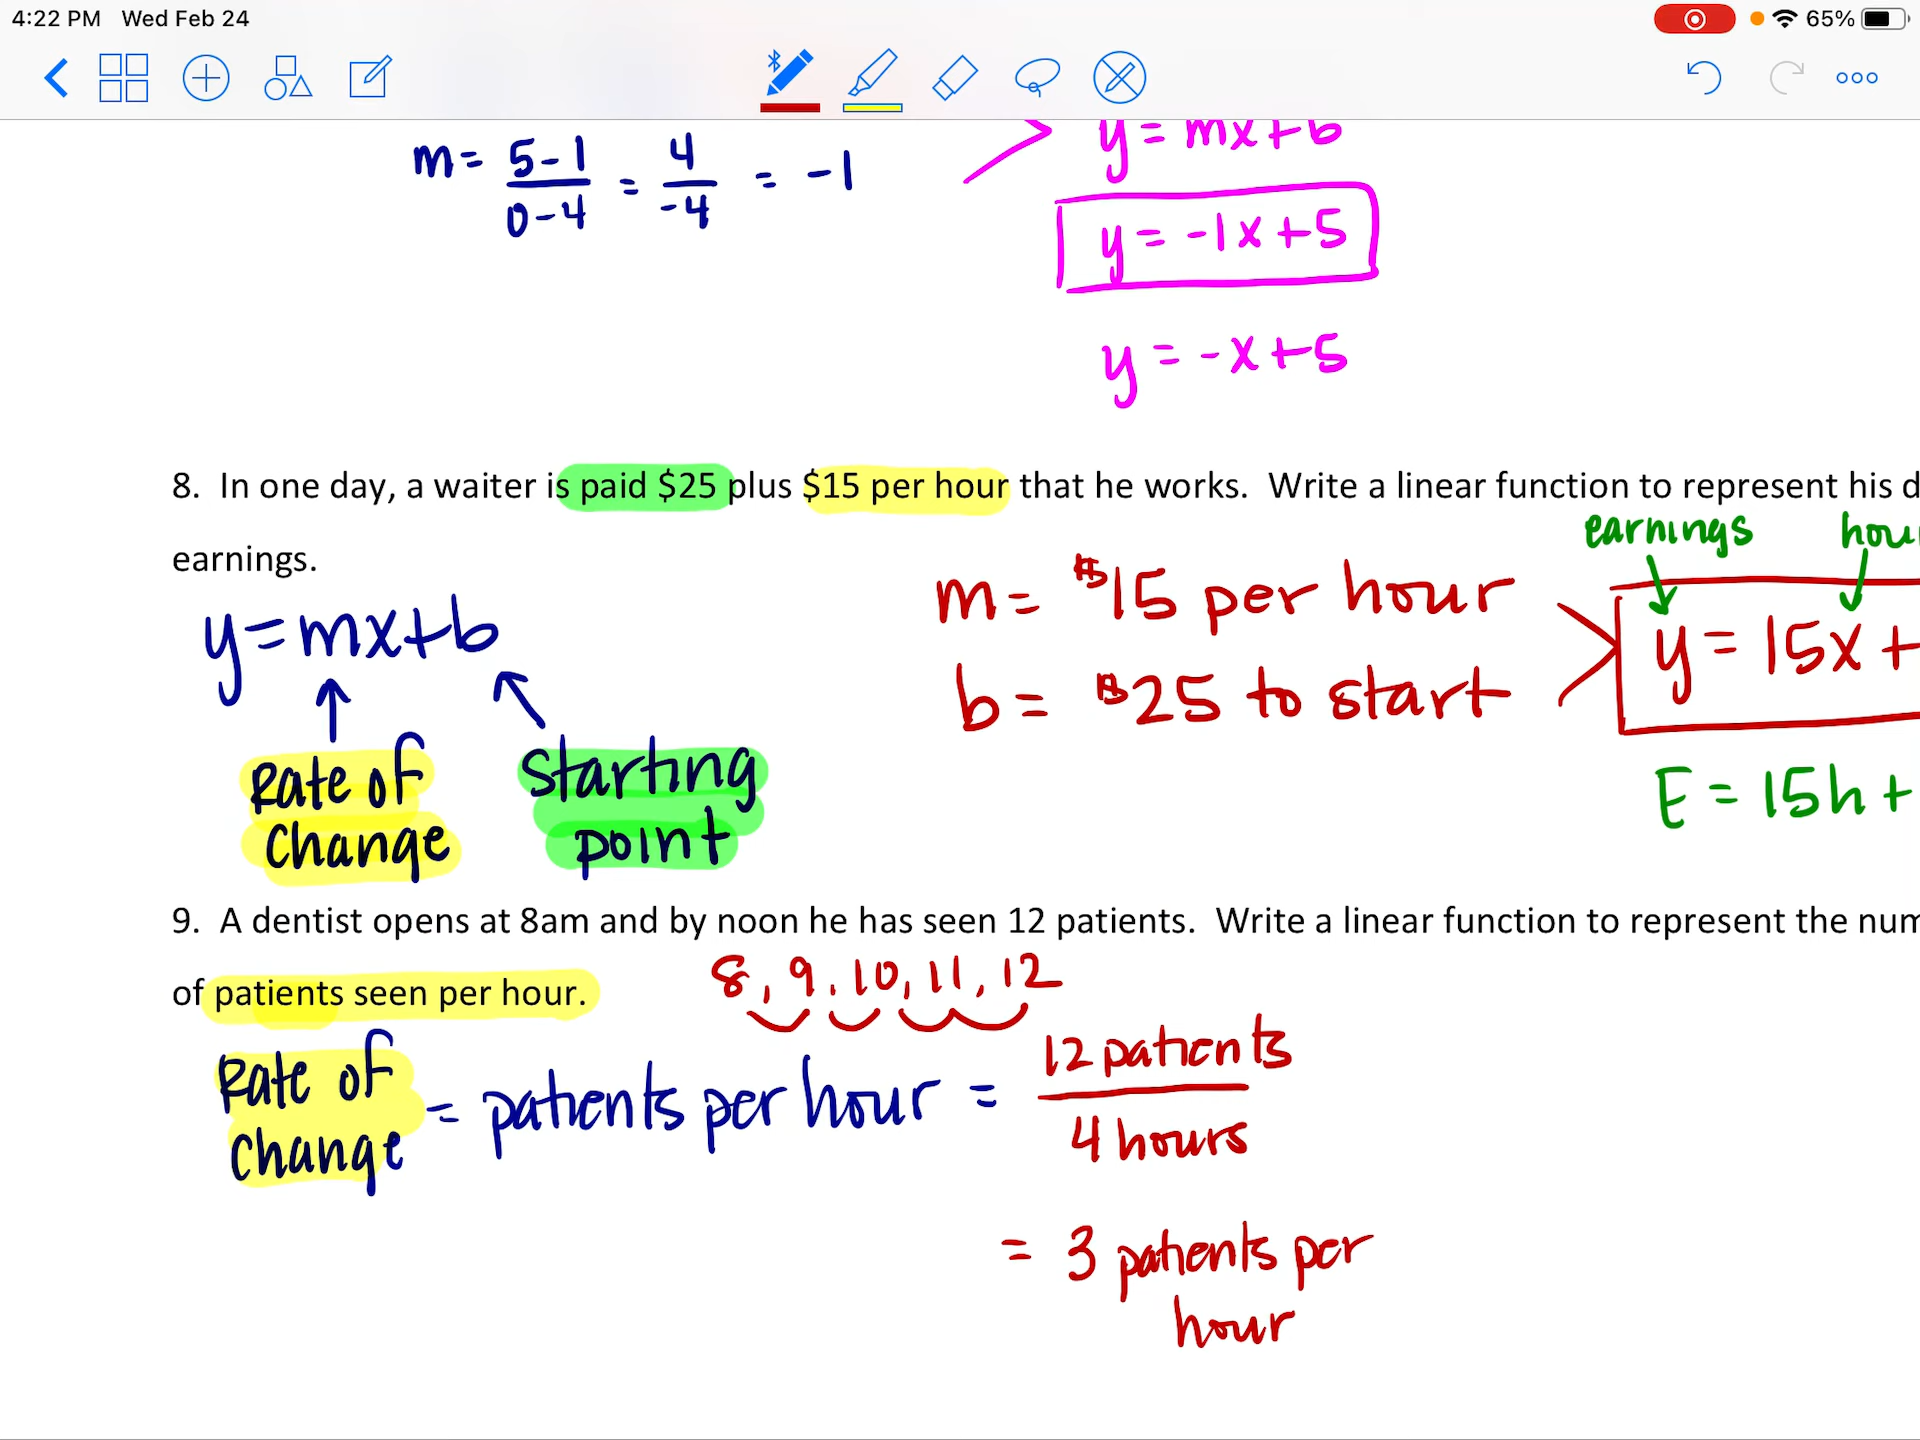 4:22 PM Wed Feb 24 65%
m = 5-1 / 0-4 = 4 / -4 = -1
y = mx+b
y = -1x+5
y = -x+5
8. In one day, a waiter is paid $25 plus $15 per hour that he works. Write a linear function to represent his d
earnings.
earnings hou
y=mx+b
m = $15 per hour
b = $25 to start
y = 15x+
E = 15h+
Rate of
Change
Starting
point
9. A dentist opens at 8am and by noon he has seen 12 patients. Write a linear function to represent the num
of patients seen per hour.
8, 9, 10, 11, 12
Rate of
Change
= patients per hour = 12 patients / 4 hours
= 3 patients per
hour